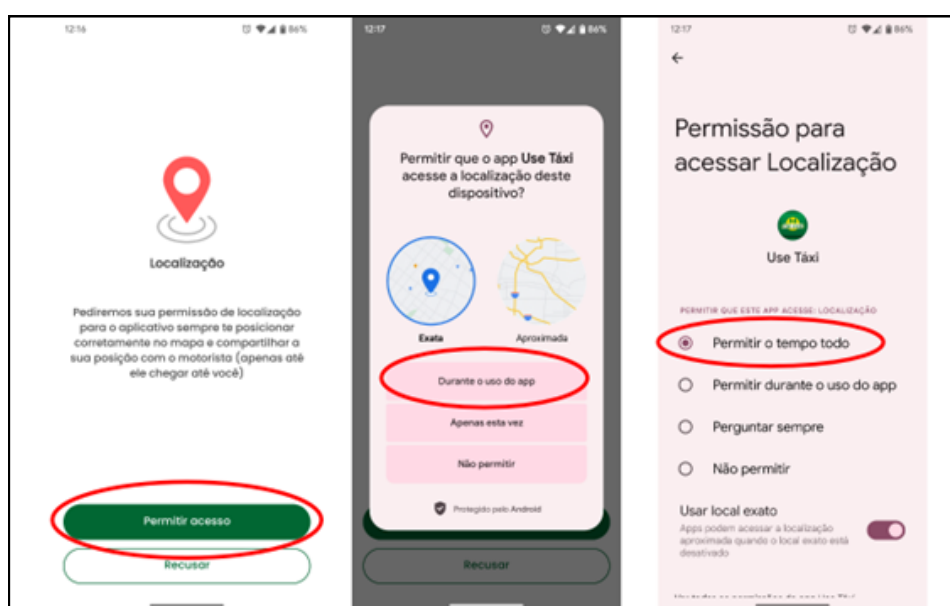 12:16
86%
Localização
Pediremos sua permissão de localização
para o aplicativo sempre te posicionar
corretamente no mapa e compartilhar a
sua posição com o motorista (apenas até
ele chegar até você)
Permitir acesso
Recusar
12:17
86%
Permitir que o app Use Táxi
acesse a localização deste
dispositivo?
Exata
Aproximada
Durante o uso do app
Apenas esta vez
Não permitir
Protegido pelo Android
Recusar
12:17
86%
Permissão para
acessar Localização
Use Táxi
PERMITIR QUE ESTE APP ACESSE: LOCALIZAÇÃO
Permitir o tempo todo
Permitir durante o uso do app
Perguntar sempre
Não permitir
Usar local exato
Apps podem acessar a localização
aproximada quando o local exato está
desativado